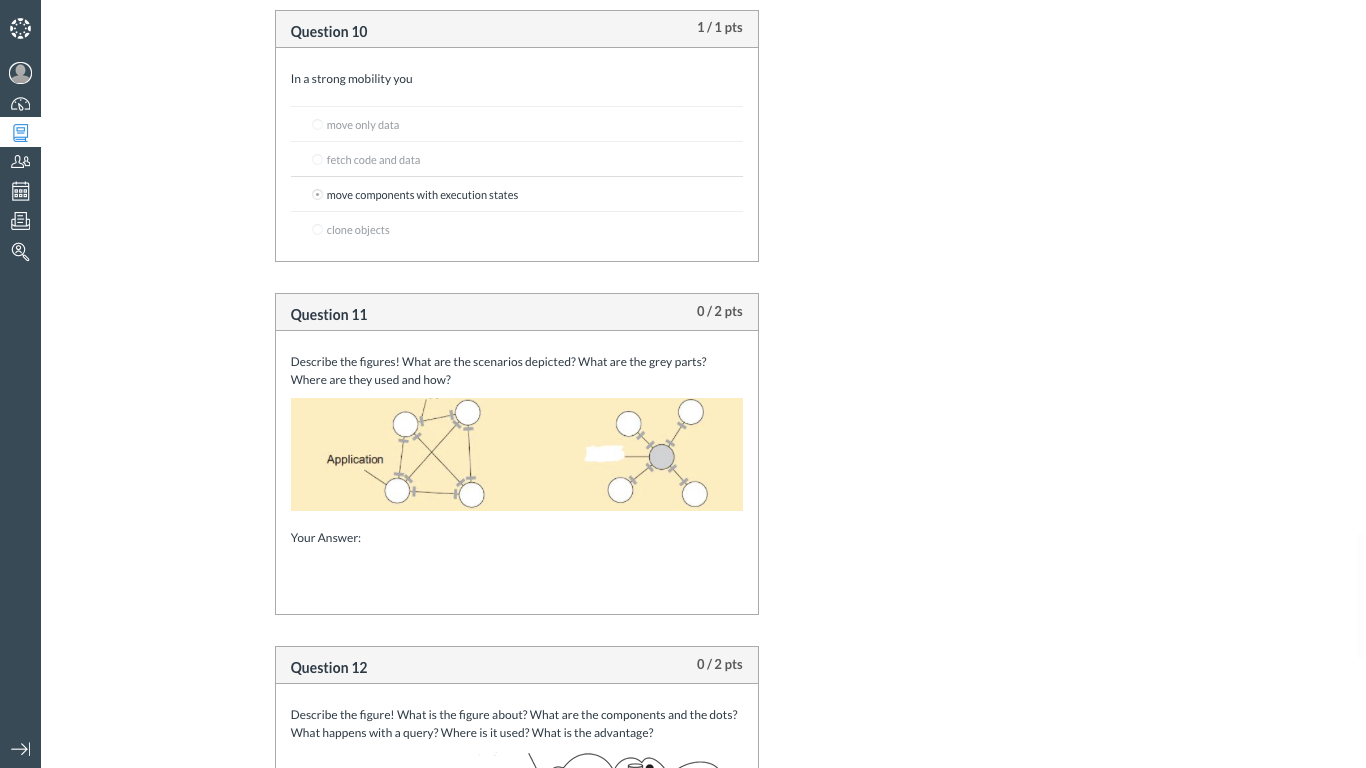 Question 10
1 / 1 pts
In a strong mobility you
move only data
fetch code and data
move components with execution states
clone objects
Question 11
0 / 2 pts
Describe the figures! What are the scenarios depicted? What are the grey parts?
Where are they used and how?
Application
Your Answer:
Question 12
0 / 2 pts
Describe the figure! What is the figure about? What are the components and the dots?
What happens with a query? Where is it used? What is the advantage?